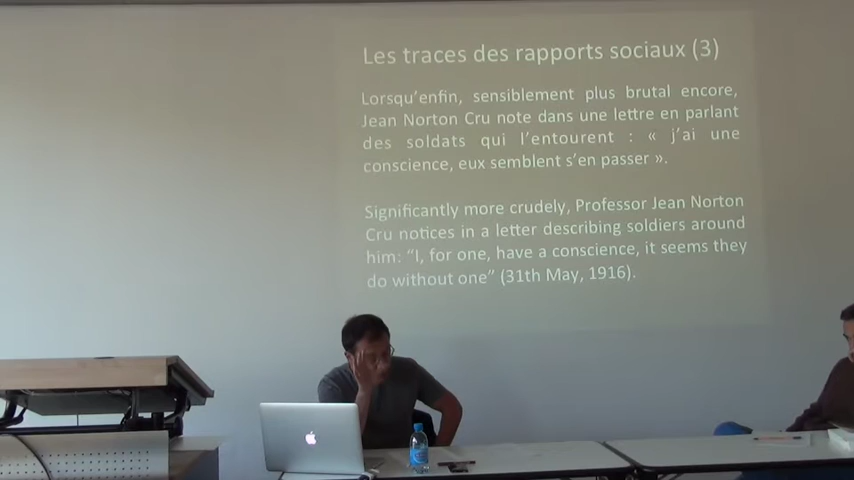 Les traces des rapports sociaux (3)
Lorsqu'enfin, sensiblement plus brutal encore,
Jean Norton Cru note dans une lettre en parlant
des soldats qui l'entourent : « j'ai une
conscience, eux semblent s'en passer ».
Significantly more crudely, Professor Jean Norton
Cru notices in a letter describing soldiers around
him: "I, for one, have a conscience, it seems they
do without one" (31th May, 1916).